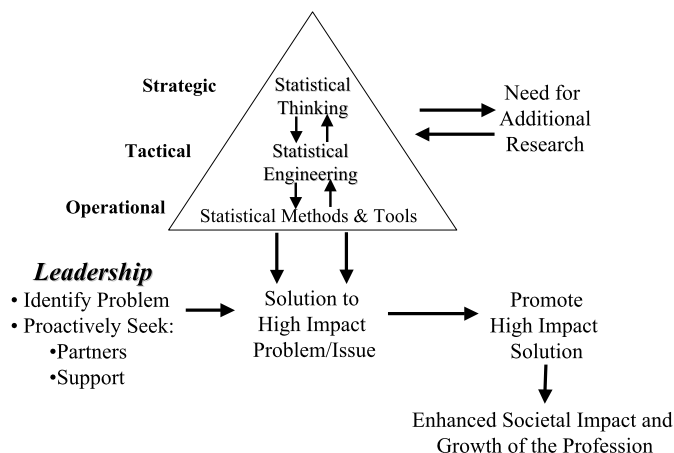 Strategic
Statistical
Thinking
Tactical
Statistical
Engineering
Operational
Statistical Methods & Tools
Need for
Additional
Research
Leadership
• Identify Problem
• Proactively Seek:
•Partners
•Support
Solution to
High Impact
Problem/Issue
Promote
High Impact
Solution
Enhanced Societal Impact and
Growth of the Profession